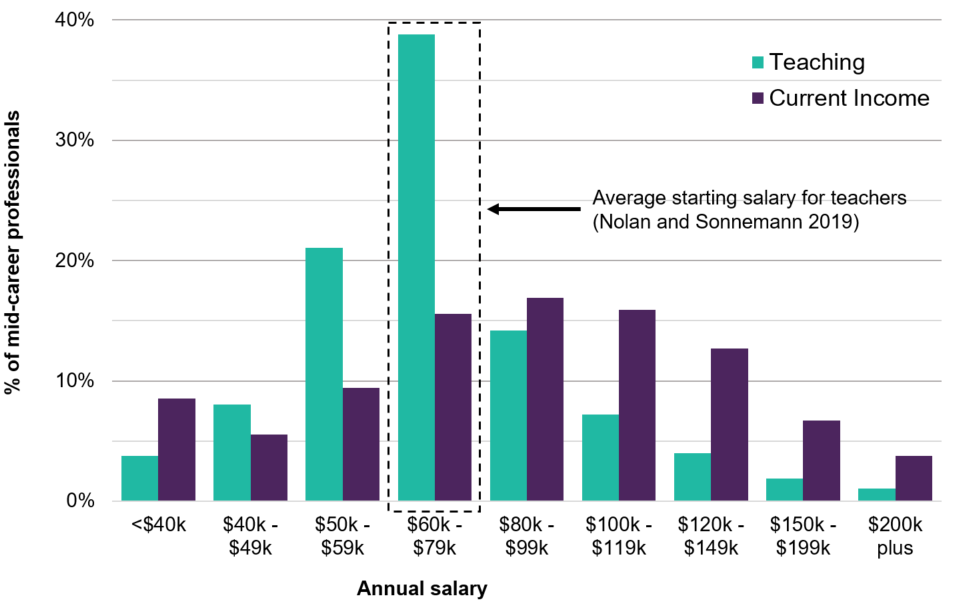 40%
Teaching
Current Income
30%
Average starting salary for teachers
(Nolan and Sonnemann 2019)
20%
10%
0%
% of mid-career professionals
<$40k
$40k -
$49k
$50k -
$59k
$60k -
$79k
$80k -
$99k
$100k -
$119k
$120k -
$149k
$150k -
$199k
$200k
plus
Annual salary